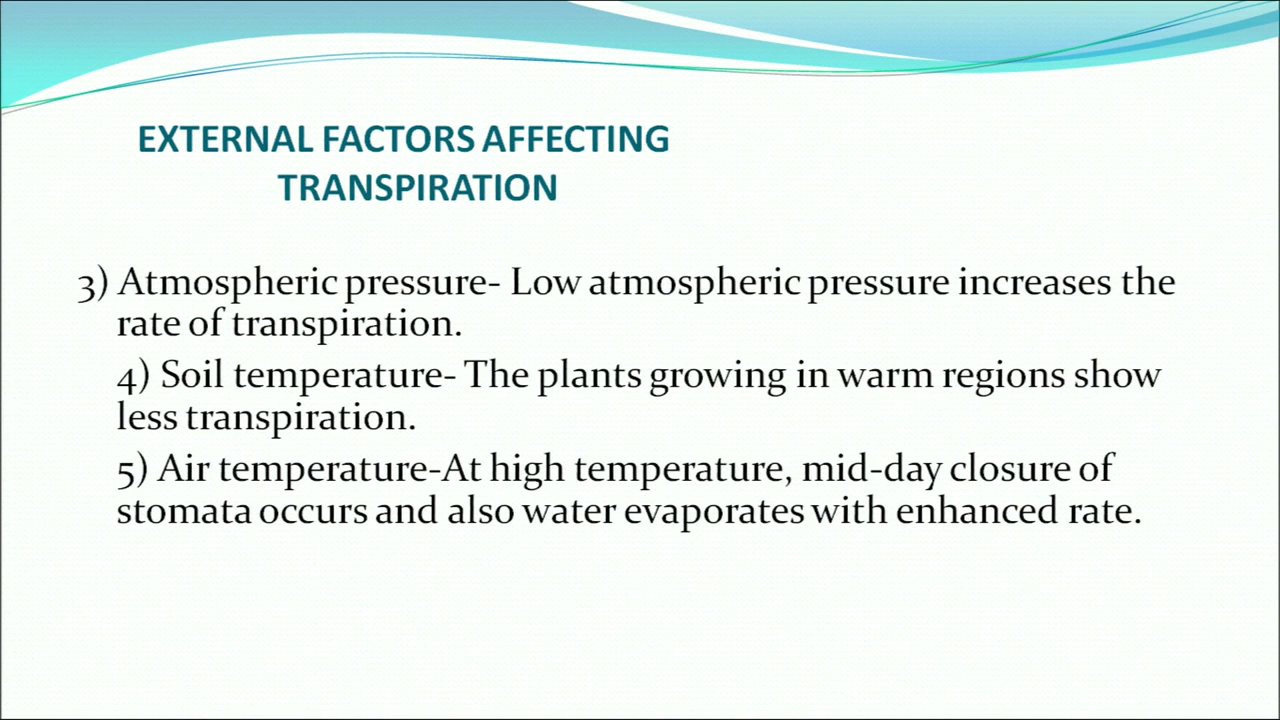 EXTERNAL FACTORS AFFECTING
TRANSPIRATION
3) Atmospheric pressure- Low atmospheric pressure increases the
rate of transpiration.
4) Soil temperature- The plants growing in warm regions show
less transpiration.
5) Air temperature-At high temperature, mid-day closure of
stomata occurs and also water evaporates with enhanced rate.